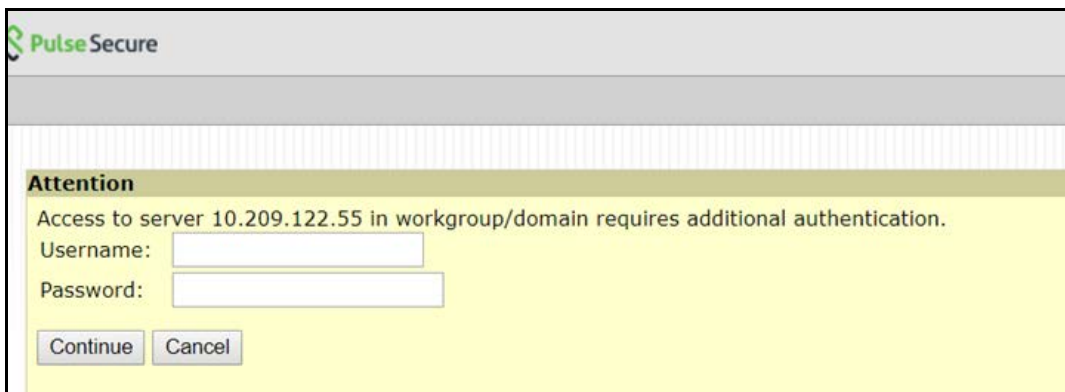 Pulse Secure
Attention
Access to server 10.209.122.55 in workgroup/domain requires additional authentication.
Username:
Password:
Continue Cancel